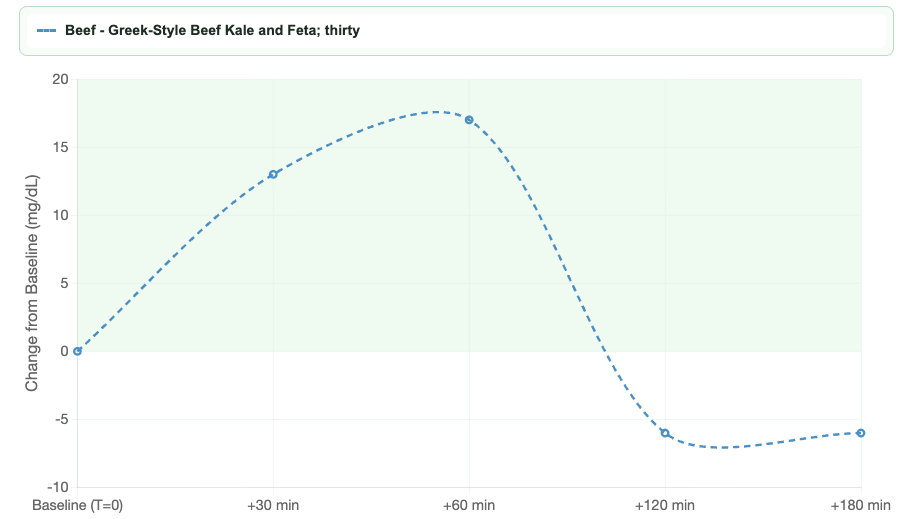 Beef - Greek-Style Beef Kale and Feta; thirty
20
15
10
5
0
-5
-10
Change from Baseline (mg/dL)
Baseline (T=0)
+30 min
+60 min
+120 min
+180 min